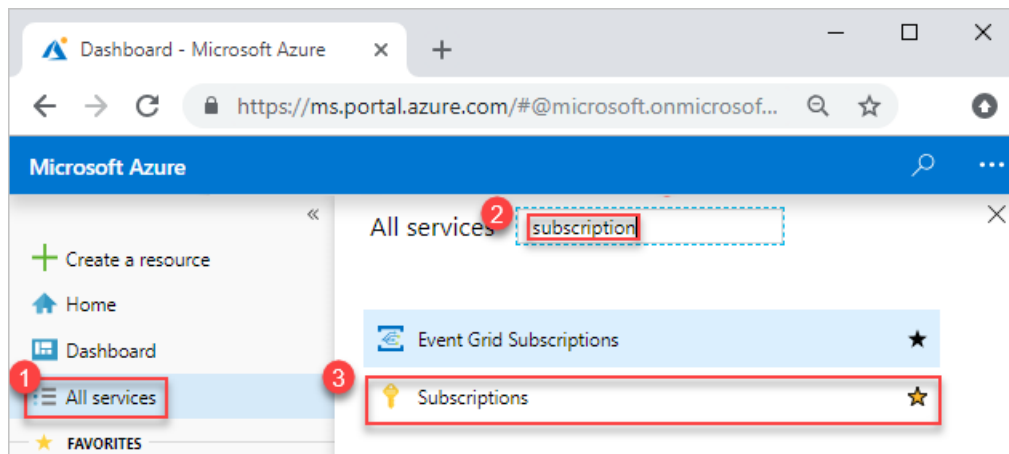 Dashboard - Microsoft Azure
https://ms.portal.azure.com/#@microsoft.onmicrosof...
Microsoft Azure
Create a resource
Home
Dashboard
1
All services
FAVORITES
All services
2
subscription
Event Grid Subscriptions
3
Subscriptions